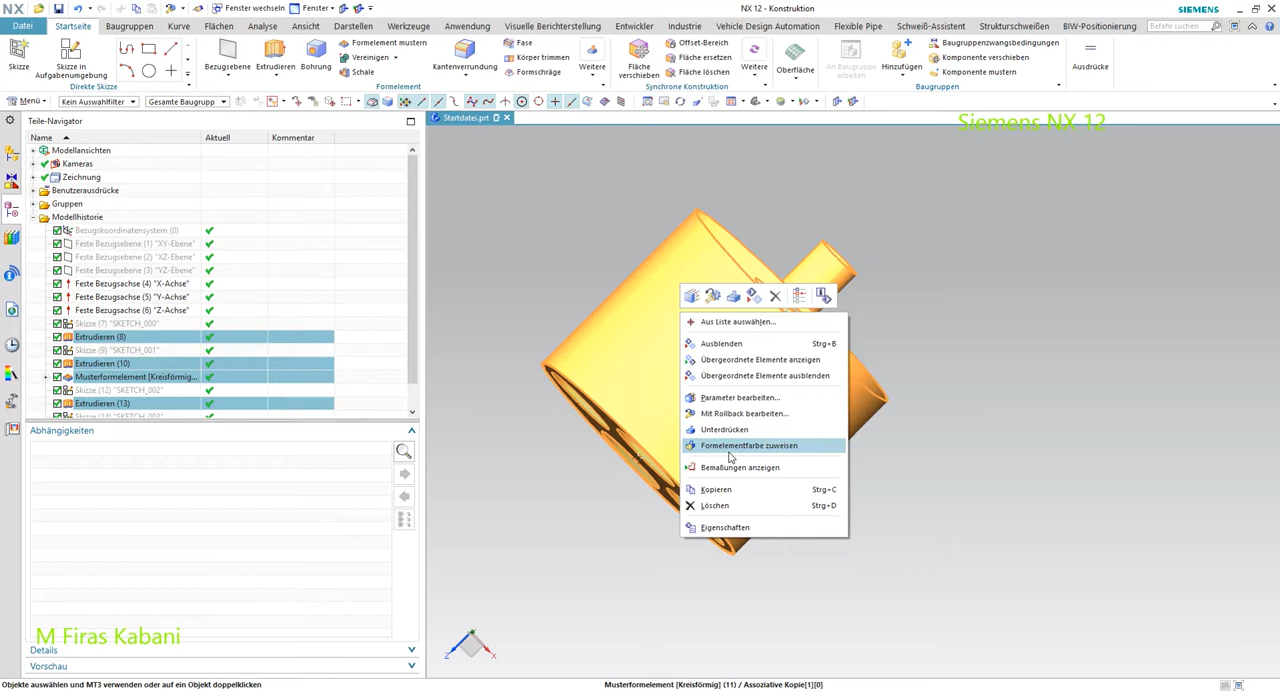 NX
Fenster wechseln
Fenster
NX 12 - Konstruktion
SIEMENS
Datei
Startseite
Baugruppen
Kurve
Flächen
Analyse
Ansicht
Darstellen
Werkzeuge
Anwendung
Visuelle Berichterstellung
Entwickler
Industrie
Vehicle Design Automation
Flexible Pipe
Schweiß-Assistent
Strukturschweißen
BIW-Positionierung
Befehl suchen
Skizze
Skizze in
Aufgabenumgebung
Direkte Skizze
Bezugsebene
Extrudieren
Bohrung
Formelement mustern
Vereinigen
Schale
Kantenverrundung
Fase
Körper trimmen
Formschräge
Weitere
Formelement
Fläche
verschieben
Offset-Bereich
Fläche ersetzen
Fläche löschen
Weitere
Synchrone Konstruktion
Oberfläche
An Baugruppe
arbeiten
Hinzufügen
Baugruppenzwangsbedingungen
Komponente verschieben
Komponente mustern
Baugruppen
Ausdrücke
Menü
Kein Auswahlfilter
Gesamte Baugruppe
Teile-Navigator
Name
Aktuell
Kommentar
Modellansichten
Kameras
Zeichnung
Benutzerausdrücke
Gruppen
Modellhistorie
Bezugskoordinatensystem (0)
Feste Bezugsebene (1) "XY-Ebene"
Feste Bezugsebene (2) "XZ-Ebene"
Feste Bezugsebene (3) "YZ-Ebene"
Feste Bezugsachse (4) "X-Achse"
Feste Bezugsachse (5) "Y-Achse"
Feste Bezugsachse (6) "Z-Achse"
Skizze (7) "SKETCH_000"
Extrudieren (8)
Skizze (9) "SKETCH_001"
Extrudieren (10)
Musterformelement [Kreisförmig...
Skizze (12) "SKETCH_002"
Extrudieren (13)
Skizze (14) "SKETCH_003"
Abhängigkeiten
M Firas Kabani
Details
Vorschau
Startdatei.prt
Siemens NX 12
Aus Liste auswählen...
Ausblenden Strg+B
Übergeordnete Elemente anzeigen
Übergeordnete Elemente ausblenden
Parameter bearbeiten...
Mit Rollback bearbeiten...
Unterdrücken
Formelementfarbe zuweisen
Bemaßungen anzeigen
Kopieren Strg+C
Löschen Strg+D
Eigenschaften
Z
X
Objekte auswählen und MT3 verwenden oder auf ein Objekt doppelklicken
Musterformelement [Kreisförmig] (11) / Assoziative Kopie[1][0]